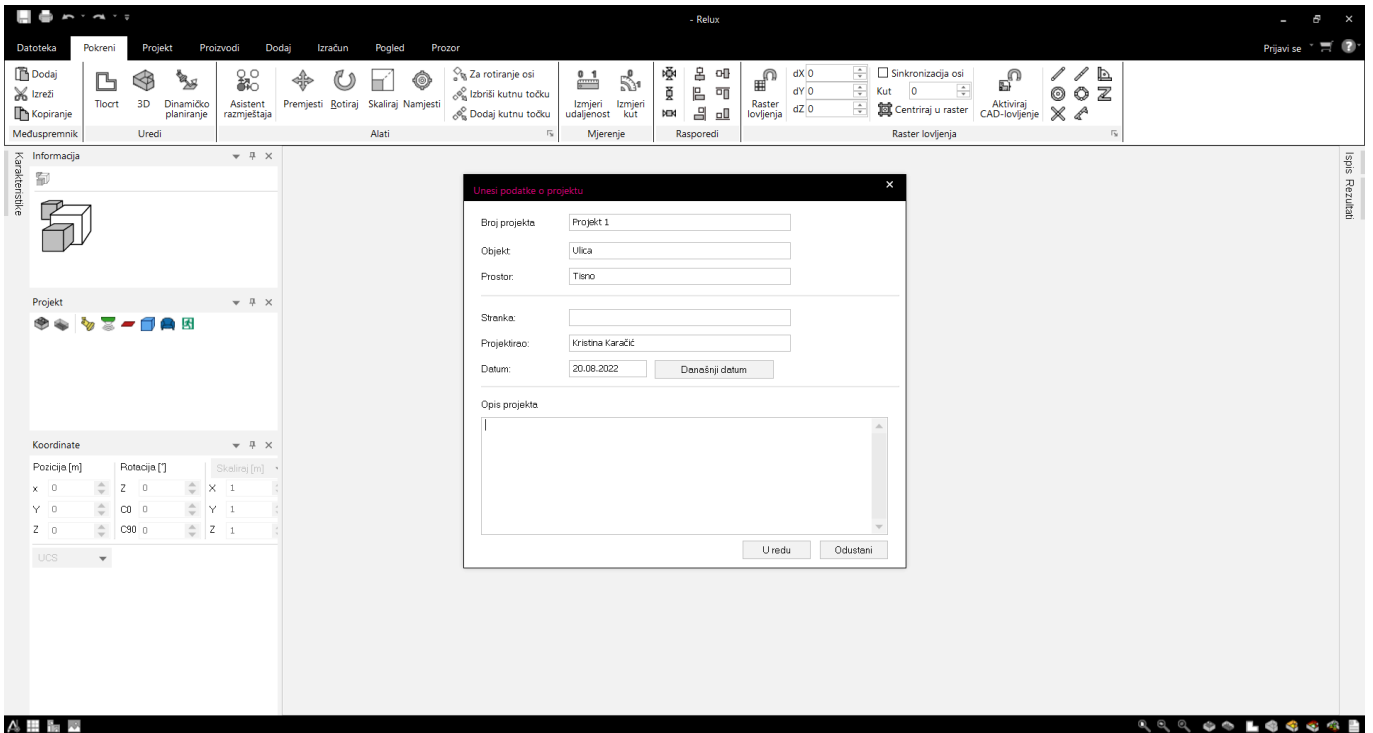 - Relux
Datoteka Pokreni Projekt Proizvodi Dodaj Izračun Pogled Prozor Prijavi se
Dodaj
Izreži
Kopiranje
Međuspremnik
Tlocrt
3D
Dinamičko
planiranje
Uredi
Asistent
razmještaja
Premjesti
Rotiraj
Skaliraj
Namjesti
Za rotiranje osi
Izbriši kutnu točku
Dodaj kutnu točku
Alati
Izmjeri
udaljenost
Izmjeri
kut
Mjerenje
Rasporedi
Raster
lovljenja
dX 0
dY 0
dZ 0
Sinkronizacija osi
Kut 0
Centriraj u raster
Aktiviraj
CAD-lovljenje
Raster lovljenja
Karakteristike
Informacija
Projekt
Koordinate
Pozicija [m] Rotacija [°] Skaliraj [m]
x 0 Z 0 X 1
Y 0 C0 0 Y 1
Z 0 C90 0 Z 1
UCS
Unesi podatke o projektu
Broj projekta Projekt 1
Objekt Ulica
Prostor: Tisno
Stranka:
Projektirao: Kristina Karačić
Datum: 20.08.2022 Današnji datum
Opis projekta
U redu Odustani
Ispis Rezultati